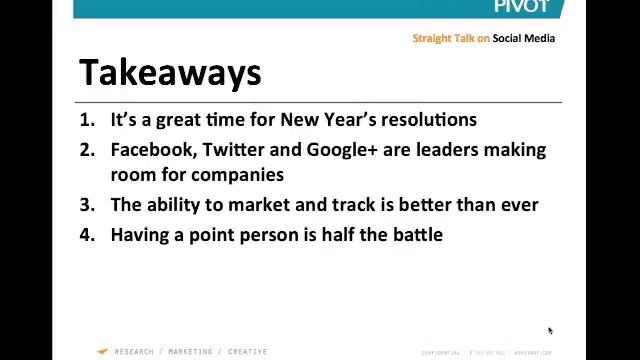 PIVOT
Straight Talk on Social Media
Takeaways
1. It's a great time for New Year's resolutions
2. Facebook, Twitter and Google+ are leaders making
room for companies
3. The ability to market and track is better than ever
4. Having a point person is half the battle
RESEARCH / MARKETING / CREATIVE
CONFIDENTIAL